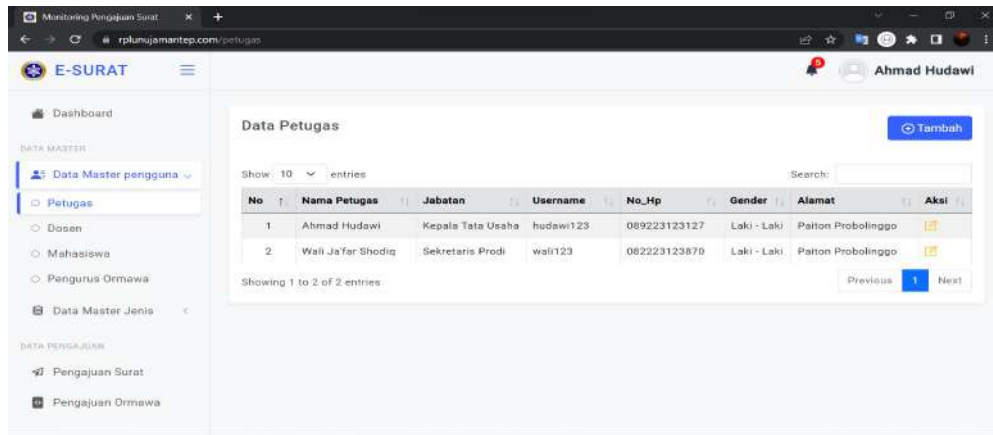 Monitoring Pengajuan Surat
rplunujamantep.com/petugas
E-SURAT
5
Ahmad Hudawi
Dashboard
DATA MASTER
Data Master pengguna
Petugas
Dosen
Mahasiswa
Pengurus Ormawa
Data Master Jenis
DATA PENGAJUAN
Pengajuan Surat
Pengajuan Ormawa
Data Petugas
Tambah
Show 10 entries
Search:
No Nama Petugas Jabatan Username No_Hp Gender Alamat Aksi
1 Ahmad Hudawi Kepala Tata Usaha hudawi123 089223123127 Laki - Laki Paiton Probolinggo
2 Wali Ja'far Shodiq Sekretaris Prodi wali123 082223123870 Laki - Laki Paiton Probolinggo
Showing 1 to 2 of 2 entries
Previous 1 Next